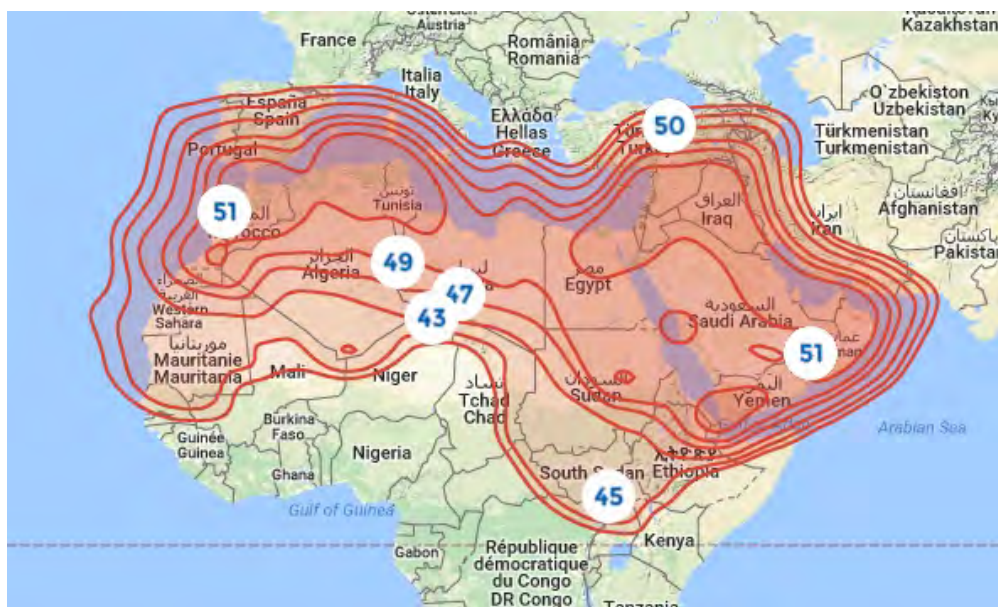 Österreich
Austria
Kazakhstan
France
România
Romania
Italia
Italy
O`zbekiston
Uzbekistan
España
Spain
Ελλάδα
Hellas
Greece
50
Türkmenistan
Turkmenistan
Portugal
تونس
Tunisia
العراق
Iraq
ایران
Iran
افغانستان
Afghanistan
پاکستان
Pakistan
51
49
الجزائر
Algeria
47
مصر
Egypt
43
Western
Sahara
السعودية
Saudi Arabia
موريتانيا
Mauritanie
Mauritania
Mali
Niger
تشاد
Tchad
Chad
السودان
Sudan
51
اليمن
Yemen
Arabian Sea
Guinée
Guinea
Burkina
Faso
Ghana
Nigeria
South Sudan
ኢትዮጵያ
Ethiopia
45
Gulf of Guinea
Gabon
Kenya
République
démocratique
du Congo
DR Congo
Tanzania